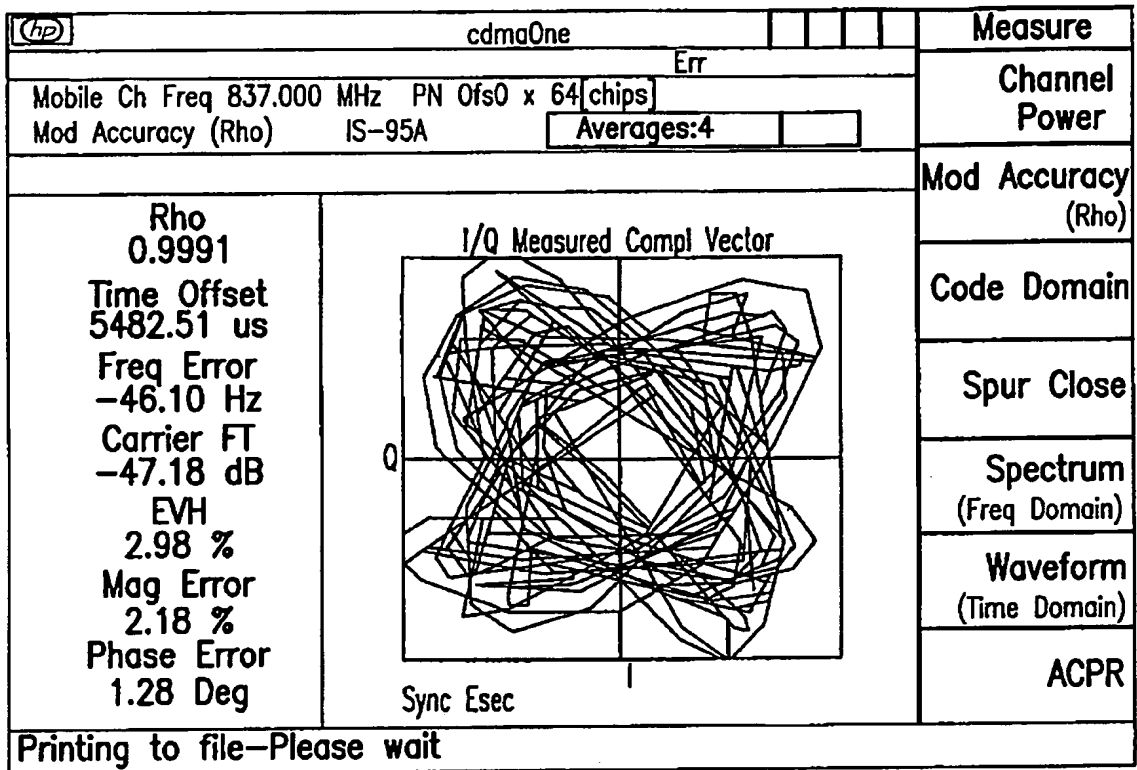 hp
cdmaOne
Err
Mobile Ch Freq 837.000 MHz PN Ofs0 x 64 chips
Mod Accuracy (Rho) IS-95A Averages:4
Rho
0.9991
Time Offset
5482.51 us
Freq Error
-46.10 Hz
Carrier FT
-47.18 dB
EVH
2.98 %
Mag Error
2.18 %
Phase Error
1.28 Deg
I/Q Measured Compl Vector
Q
I
Sync Esec
Measure
Channel
Power
Mod Accuracy
(Rho)
Code Domain
Spur Close
Spectrum
(Freq Domain)
Waveform
(Time Domain)
ACPR
Printing to file-Please wait